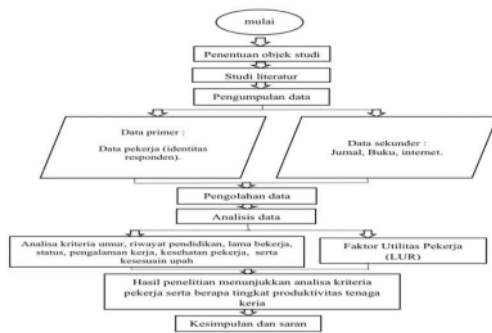 mulai
Penentuan objek studi
Studi literatur
Pengumpulan data
Data primer :
Data pekerja (identitas
responden).
Data sekunder :
Jurnal, Buku, internet.
Pengolahan data
Analisis data
Analisa kriteria umur, riwayat pendidikan, lama bekerja,
status, pengalaman kerja, kesehatan pekerja, serta
kesesuain upah
Faktor Utilitas Pekerja
(LUR)
Hasil penelitian menunjukkan analisa kriteria
pekerja serta berapa tingkat produktivitas tenaga
kerja
Kesimpulan dan saran